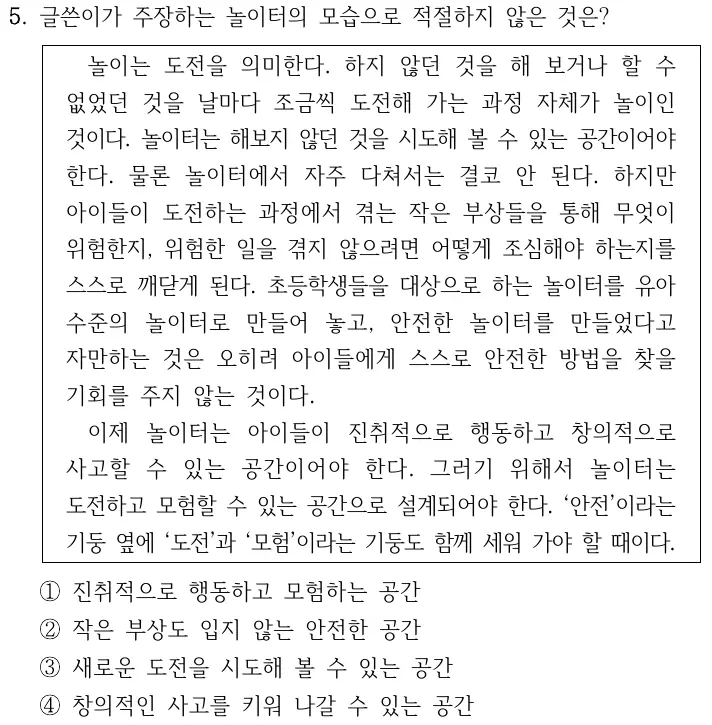 5. 글쓴이가 주장하는 놀이터의 모습으로 적절하지 않은 것은?
놀이는 도전을 의미한다. 하지 않던 것을 해 보거나 할 수
없었던 것을 날마다 조금씩 도전해 가는 과정 자체가 놀이인
것이다. 놀이터는 해보지 않던 것을 시도해 볼 수 있는 공간이어야
한다. 물론 놀이터에서 자주 다쳐서는 결코 안 된다. 하지만
아이들이 도전하는 과정에서 겪는 작은 부상들을 통해 무엇이
위험한지, 위험한 일을 겪지 않으려면 어떻게 조심해야 하는지를
스스로 깨닫게 된다. 초등학생들을 대상으로 하는 놀이터를 유아
수준의 놀이터로 만들어 놓고, 안전한 놀이터를 만들었다고
자만하는 것은 오히려 아이들에게 스스로 안전한 방법을 찾을
기회를 주지 않는 것이다.
이제 놀이터는 아이들이 진취적으로 행동하고 창의적으로
사고할 수 있는 공간이어야 한다. 그러기 위해서 놀이터는
도전하고 모험할 수 있는 공간으로 설계되어야 한다. ‘안전’이라는
기둥 옆에 ‘도전’과 ‘모험’이라는 기둥도 함께 세워 가야 할 때이다.
① 진취적으로 행동하고 모험하는 공간
② 작은 부상도 입지 않는 안전한 공간
③ 새로운 도전을 시도해 볼 수 있는 공간
④ 창의적인 사고를 키워 나갈 수 있는 공간